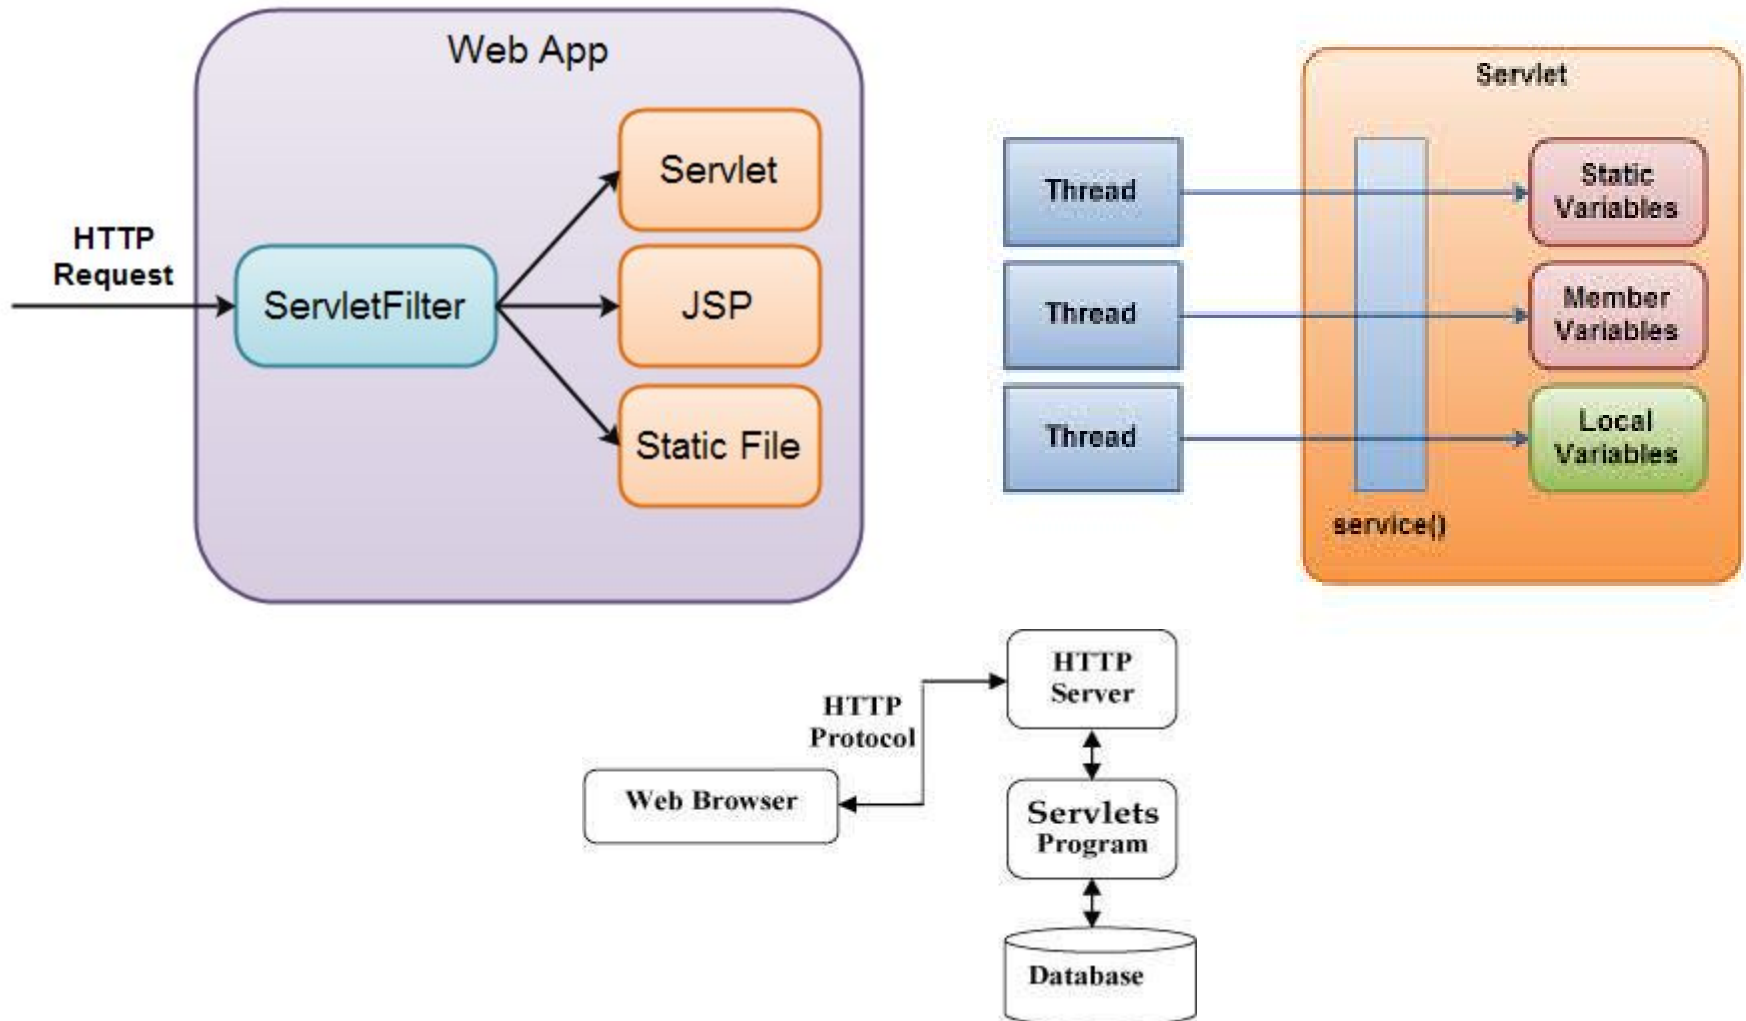 Web App
HTTP
Request
ServletFilter
Servlet
JSP
Static File
Servlet
Thread
Thread
Thread
service()
Static
Variables
Member
Variables
Local
Variables
HTTP
Protocol
Web Browser
HTTP
Server
Servlets
Program
Database